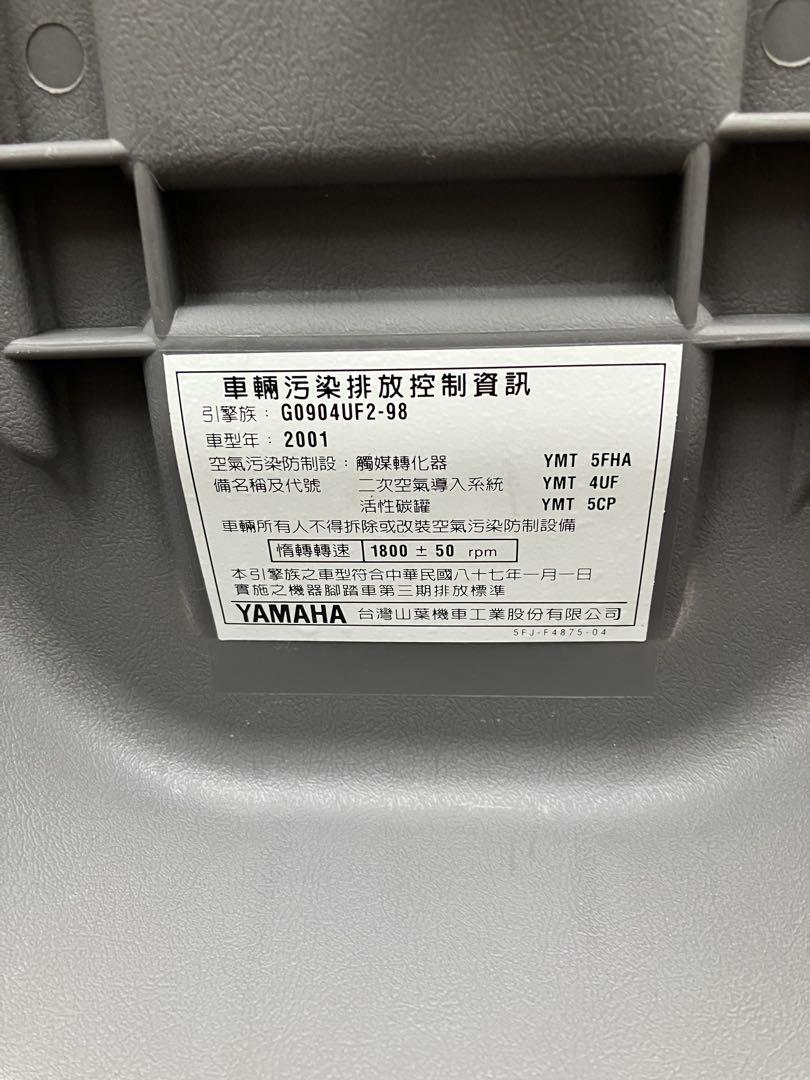 車輛污染排放控制資訊
引擎族： G0904UF2-98
車型年： 2001
空氣污染防制設：觸媒轉化器 YMT 5FHA
備名稱及代號 二次空氣導入系統 YMT 4UF
活性碳罐 YMT 5CP
車輛所有人不得拆除或改裝空氣污染防制設備
惰轉轉速 1800 ± 50 rpm
本引擎族之車型符合中華民國八十七年一月一日
實施之機器腳踏車第三期排放標準
YAMAHA 台灣山葉機車工業股份有限公司
5FJ-F4875-04